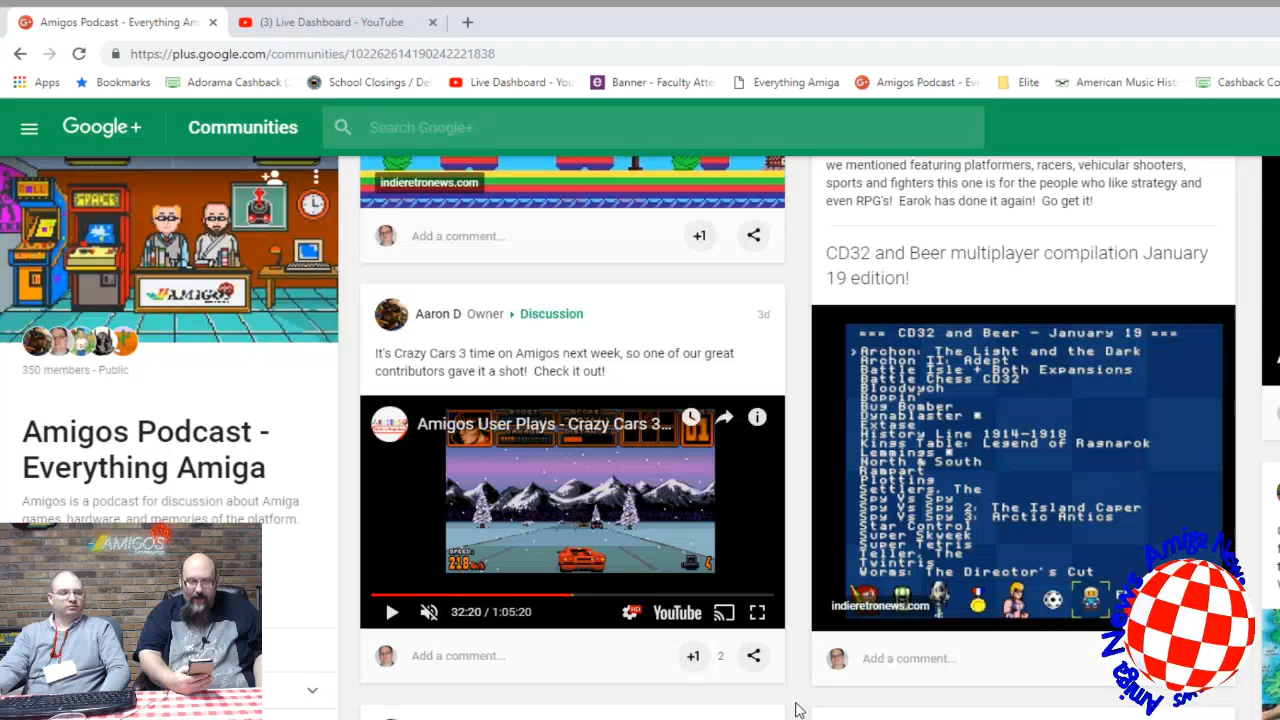 Amigos Podcast - Everything Am
(3) Live Dashboard - YouTube
https://plus.google.com/communities/102262614190242221838
Apps
Bookmarks
Adorama Cashback (
School Closings / De
Live Dashboard - You
Banner - Faculty Atte
Everything Amiga
Amigos Podcast - Eve
Elite
American Music Hist
Cashback Co
Google+
Communities
Search Google+
SPACE
AMIGOS
350 members - Public
Amigos Podcast -
Everything Amiga
Amigos is a podcast for discussion about Amiga
games, hardware, and memories of the platform.
AMIGOS
indieretronews.com
Add a comment...
+1
Aaron D Owner ▸ Discussion
3d
It's Crazy Cars 3 time on Amigos next week, so one of our great
contributors gave it a shot! Check it out!
Amigos User Plays - Crazy Cars 3...
SPEED
218
4
32:20 / 1:05:20
HD
YouTube
Add a comment...
+1
2
we mentioned featuring platformers, racers, vehicular shooters,
sports and fighters this one is for the people who like strategy and
even RPG's! Earok has done it again! Go get it!
CD32 and Beer multiplayer compilation January
19 edition!
=== CD32 and Beer - January 19 ===
>Archon: The Light and the Dark
Archon II: Adept
Battle Isle + Both Expansions
Battle Chess CD32
Bloodwych
Boppin'
Bug Bomber
Dynablaster
Extase
History Line 1914-1918
Kings Table: Legend of Ragnarok
Lemmings
North & South
Rampart
Plotting
Settlers, The
Spy Vs Spy
Spy Vs Spy 2: The Island Caper
Spy Vs Spy 3: Arctic Antics
Star Control
Super Skweek
Super Tetris
Teller, The
Twintris
Worms: The Director's Cut
indieretronews.com
Add a comment...
Amiga News